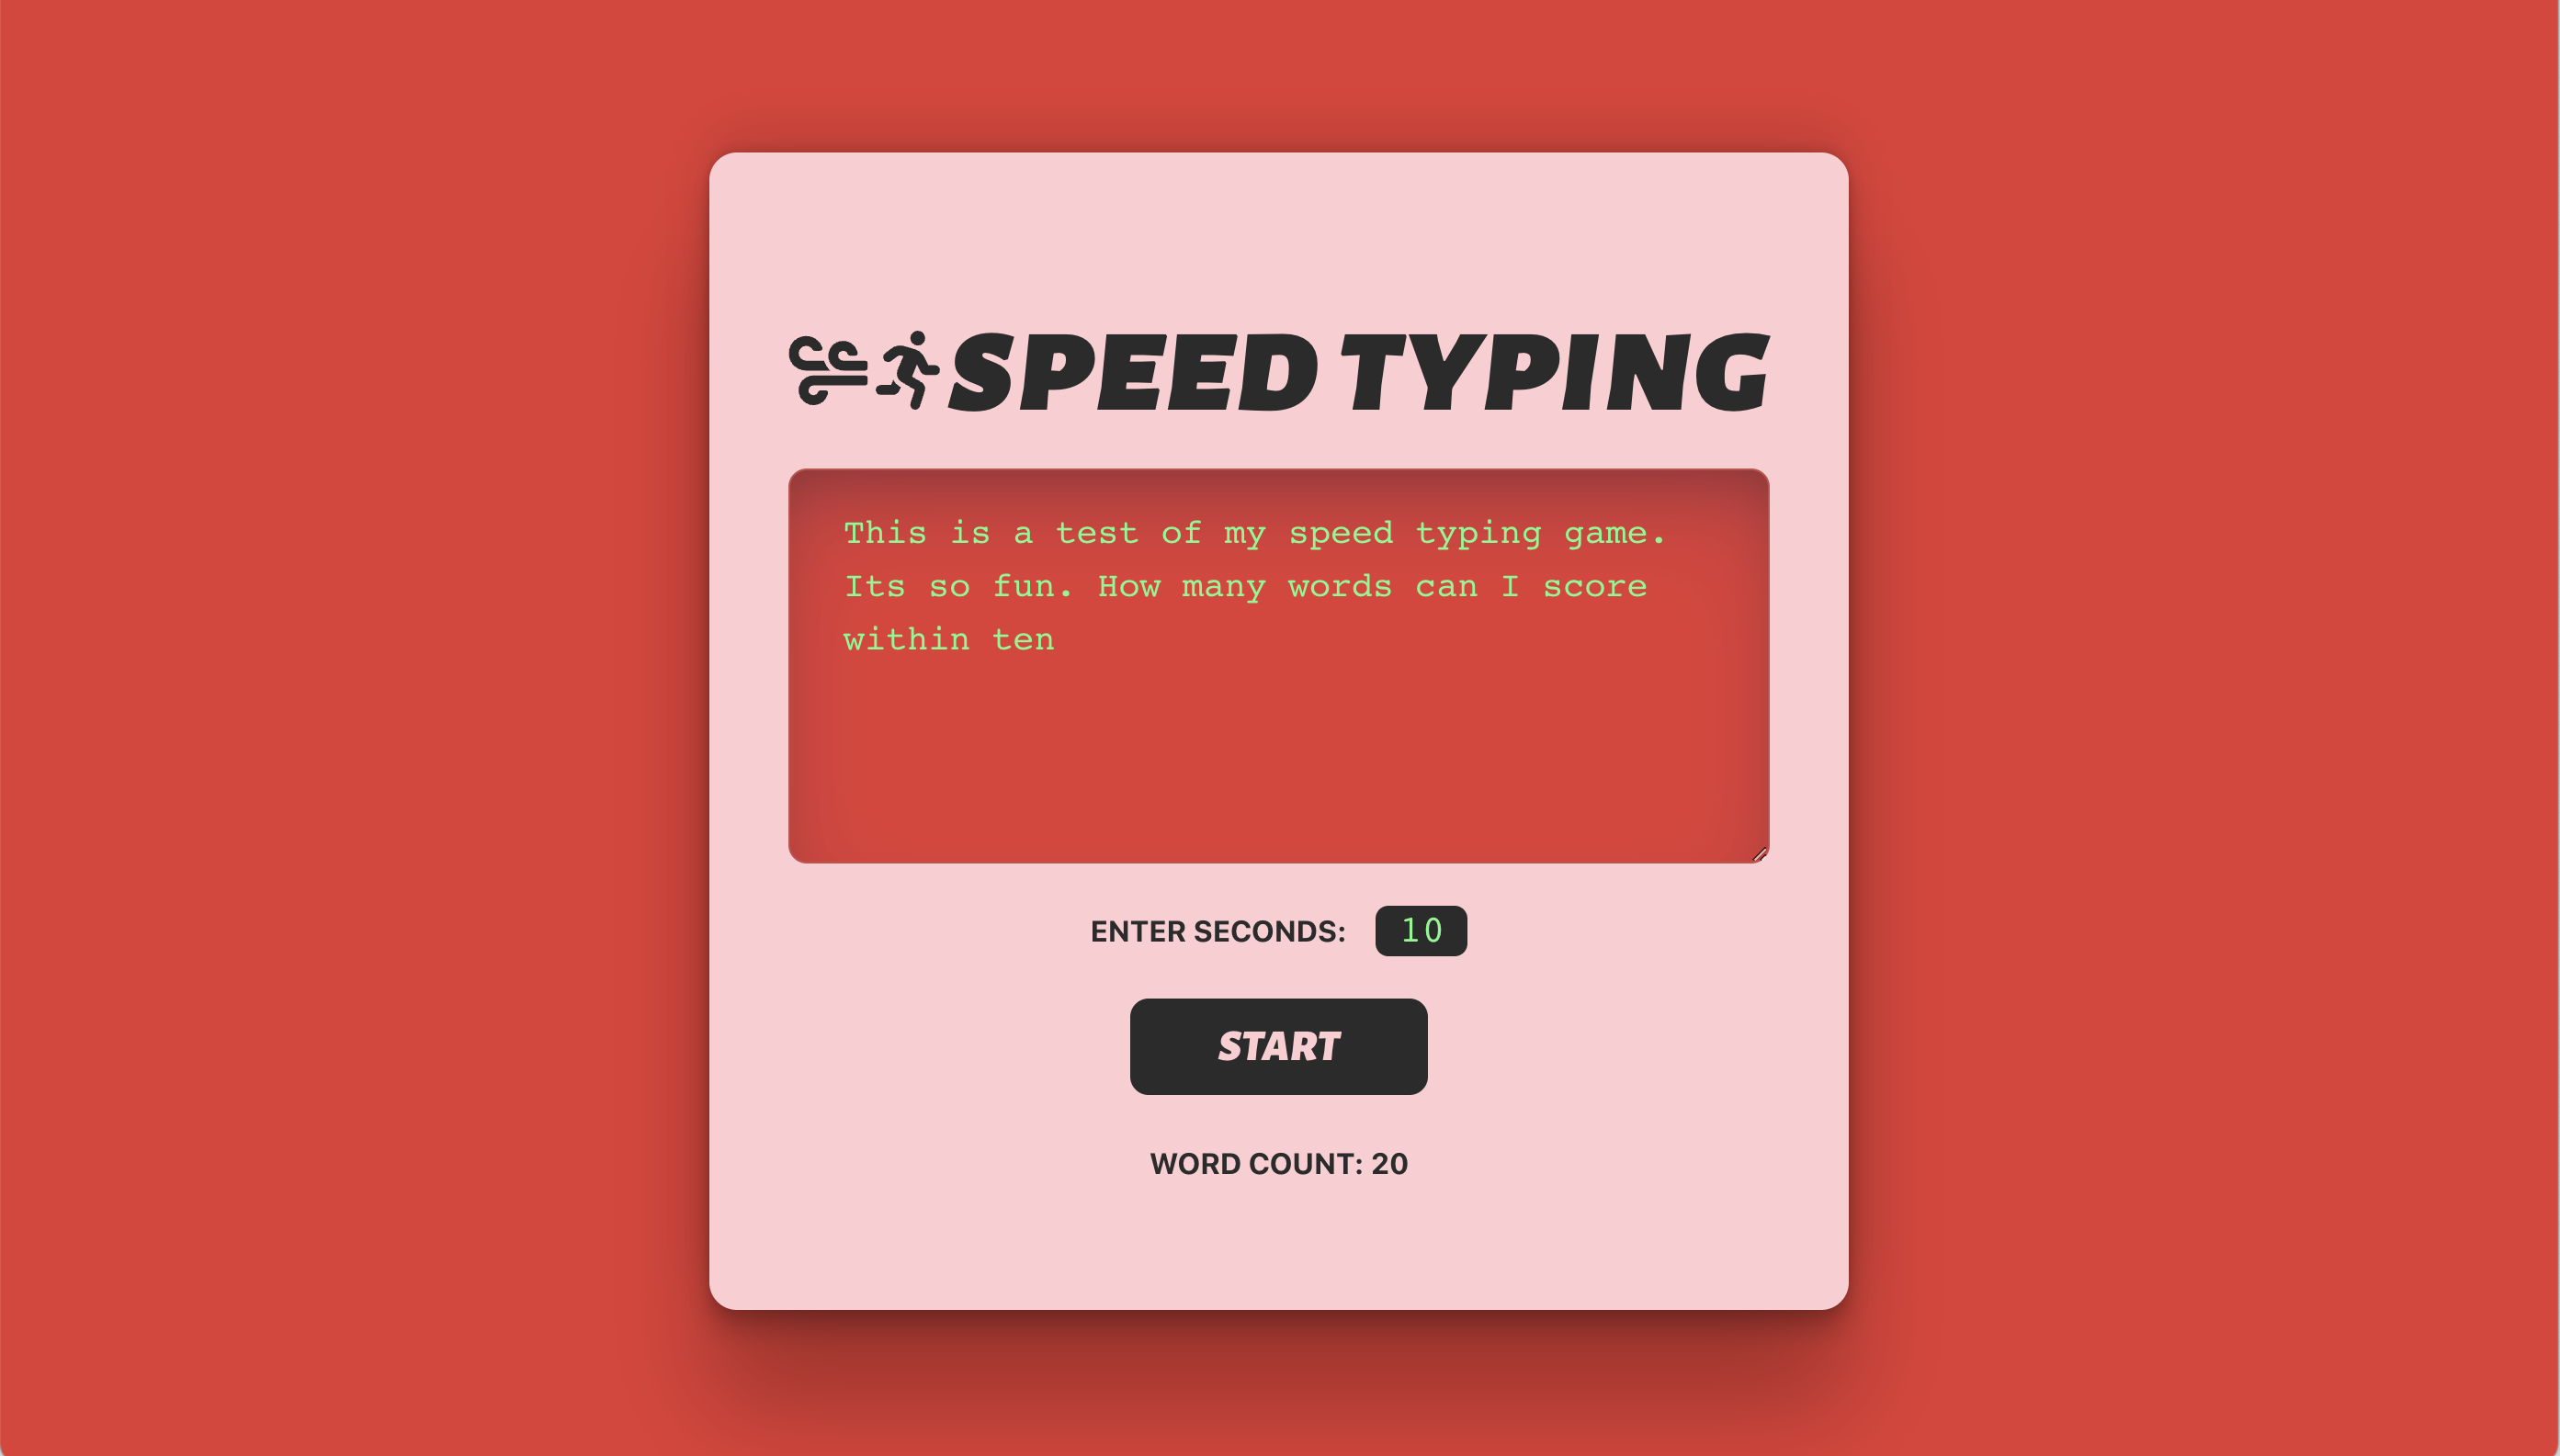 SPEED TYPING
This is a test of my speed typing game.
Its so fun. How many words can I score
within ten
ENTER SECONDS: 10
START
WORD COUNT: 20